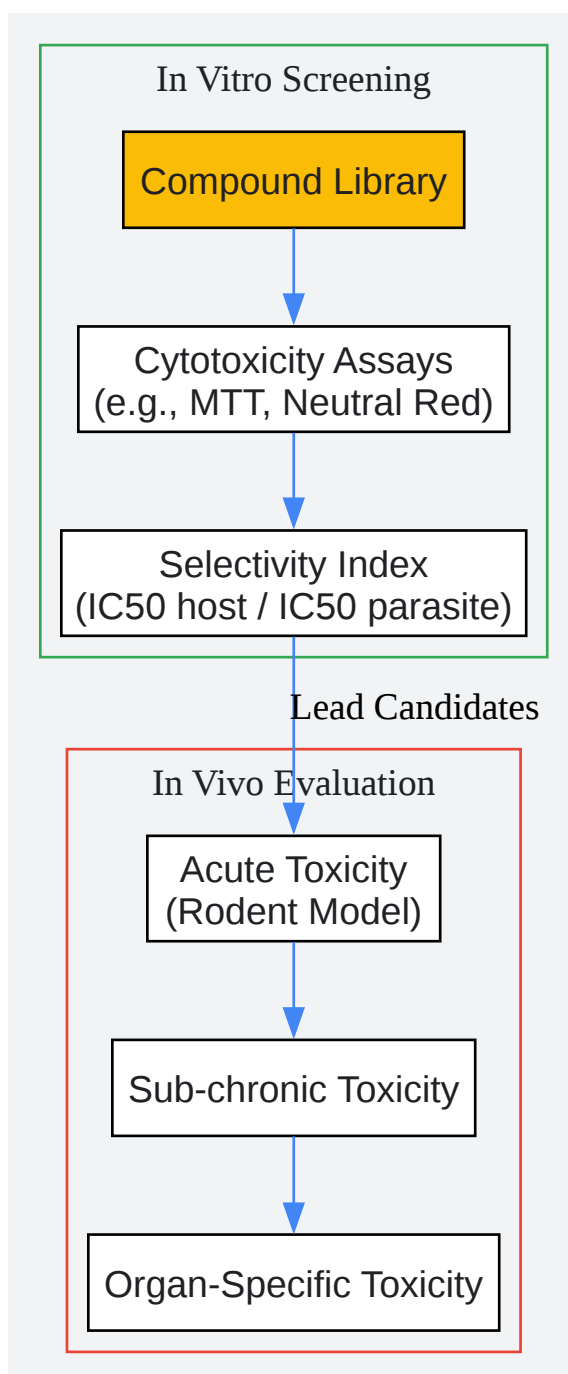 In Vitro Screening
Compound Library
Cytotoxicity Assays
(e.g., MTT, Neutral Red)
Selectivity Index
(IC50 host / IC50 parasite)
Lead Candidates
In Vivo Evaluation
Acute Toxicity
(Rodent Model)
Sub-chronic Toxicity
Organ-Specific Toxicity